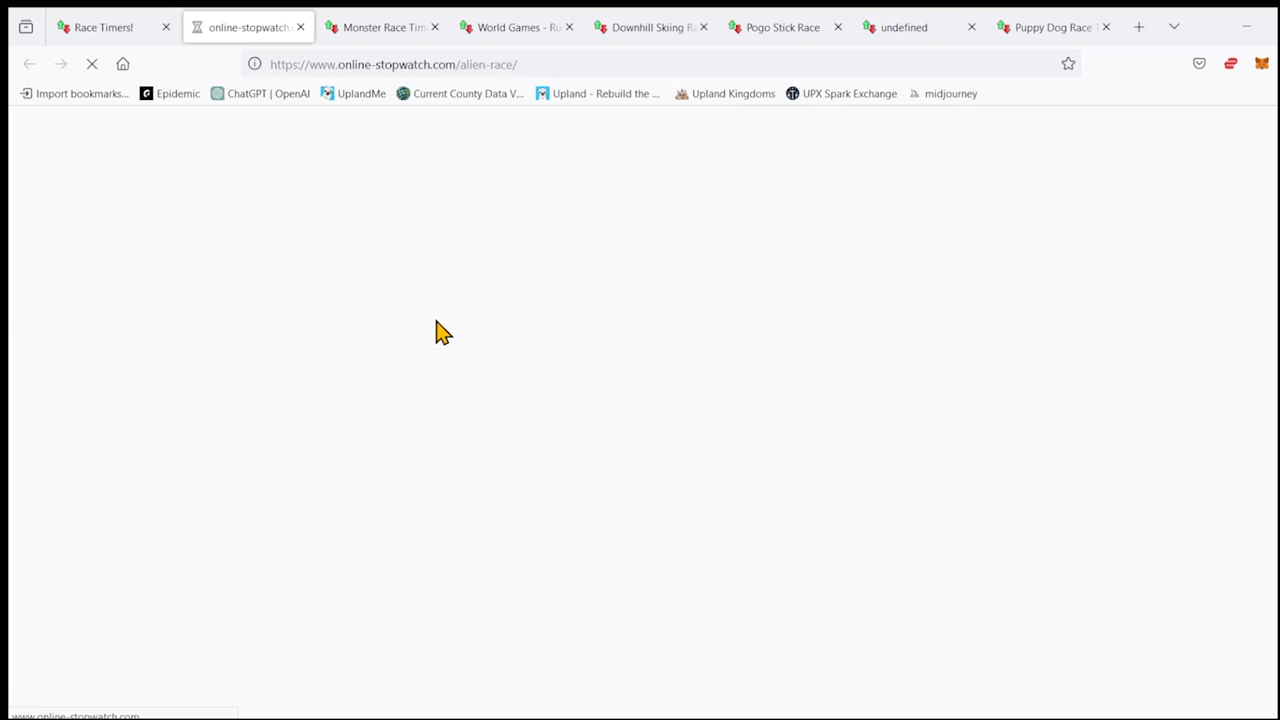 Race Timers!
online-stopwatch.
Monster Race Tim
World Games - Ru
Downhill Skiing Ra
Pogo Stick Race
undefined
Puppy Dog Race T
https://www.online-stopwatch.com/alien-race/
Import bookmarks...
Epidemic
ChatGPT | OpenAI
UplandMe
Current County Data V...
Upland - Rebuild the ...
Upland Kingdoms
UPX Spark Exchange
midjourney
www.online-stopwatch.com